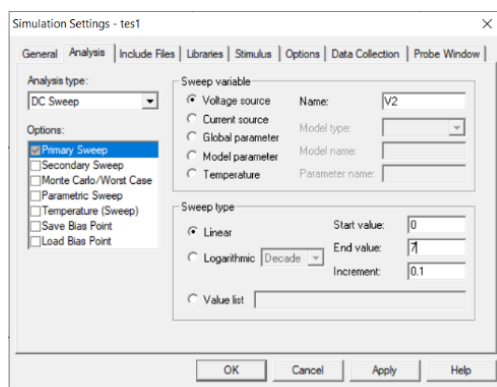 Simulation Settings - tes1
General Analysis Include Files Libraries Stimulus Options Data Collection Probe Window
Analysis type:
DC Sweep
Options:
Primary Sweep
Secondary Sweep
Monte Carlo/Worst Case
Parametric Sweep
Temperature (Sweep)
Save Bias Point
Load Bias Point
Sweep variable
Voltage source Name: V2
Current source
Model type:
Global parameter
Model parameter Model name:
Temperature Parameter name:
Sweep type
Linear
Start value: 0
End value: 7
Logarithmic Decade
Increment: 0.1
Value list
OK Cancel Apply Help